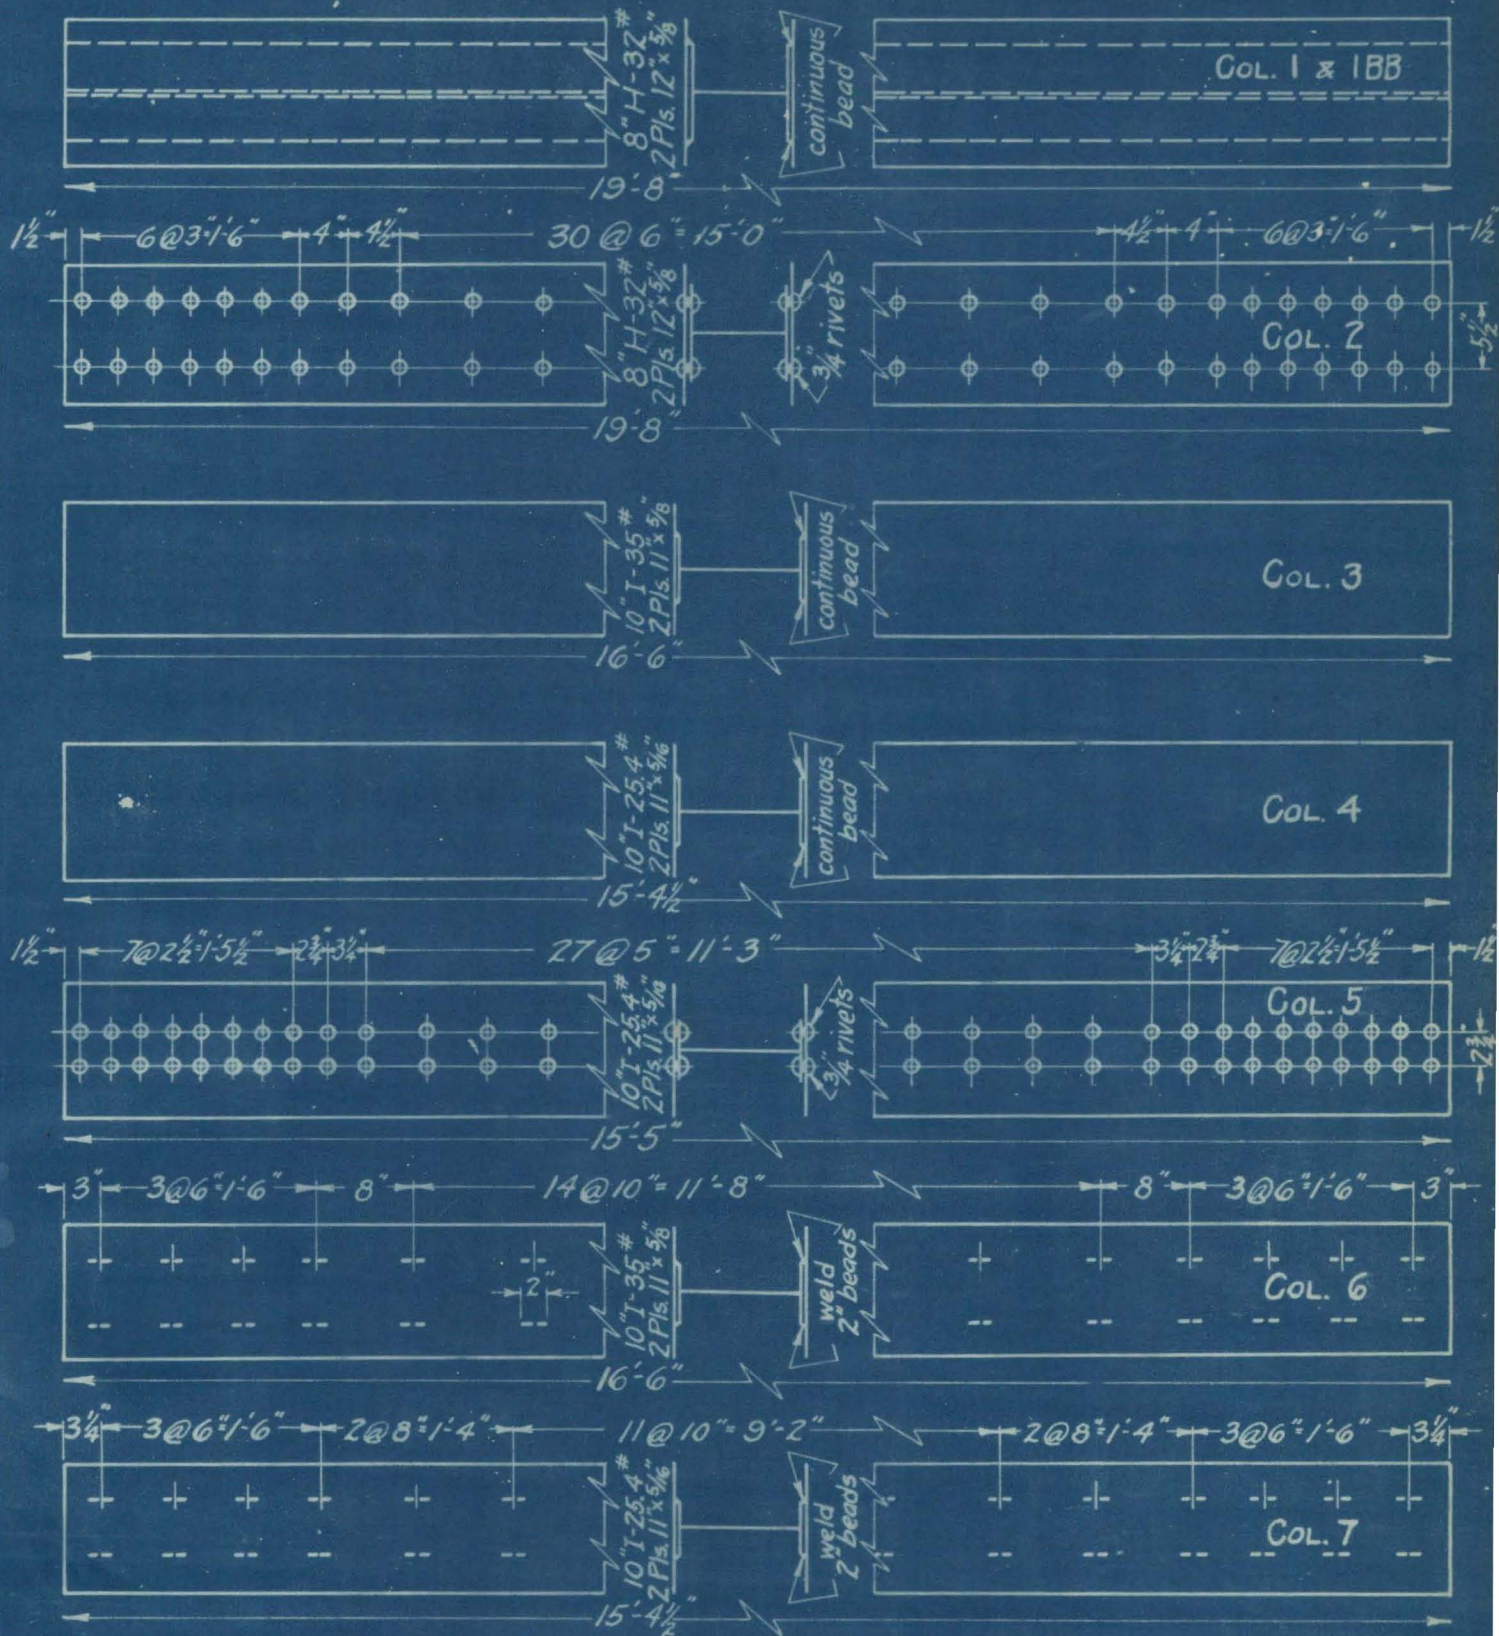 8" H-32#
2 Pls. 12" x 5/8"
continuous
bead
COL. 1 & 1BB
19'-8"
1½" 6@3"=1'-6" 4" 4½" 30 @ 6" = 15'-0" 4½" 4" 6@3"=1'-6" 1½"
8" H-32#
2 Pls. 12" x 5/8"
¾" rivets
COL. 2
5½"
19'-8"
10" I-35#
2 Pls. 11" x 5/8"
continuous
bead
COL. 3
16'-6"
10" I-25.4#
2 Pls. 11" x 5/16"
continuous
bead
COL. 4
15'-4½"
1½" 7@2½"=1'-5½" 2¾" 3¼" 27 @ 5" = 11'-3" 3¼" 2¾" 7@2½"=1'-5½" 1½"
10" I-25.4#
2 Pls. 11" x 5/16"
¾" rivets
COL. 5
2¾"
15'-5"
3" 3@6"=1'-6" 8" 14 @ 10" = 11'-8" 8" 3@6"=1'-6" 3"
2"
10" I-35#
2 Pls. 11" x 5/8"
weld
2" beads
COL. 6
16'-6"
3¼" 3@6"=1'-6" 2@8"=1'-4" 11 @ 10" = 9'-2" 2@8"=1'-4" 3@6"=1'-6" 3¼"
10" I-25.4#
2 Pls. 11" x 5/16"
weld
2" beads
COL. 7
15'-4½"